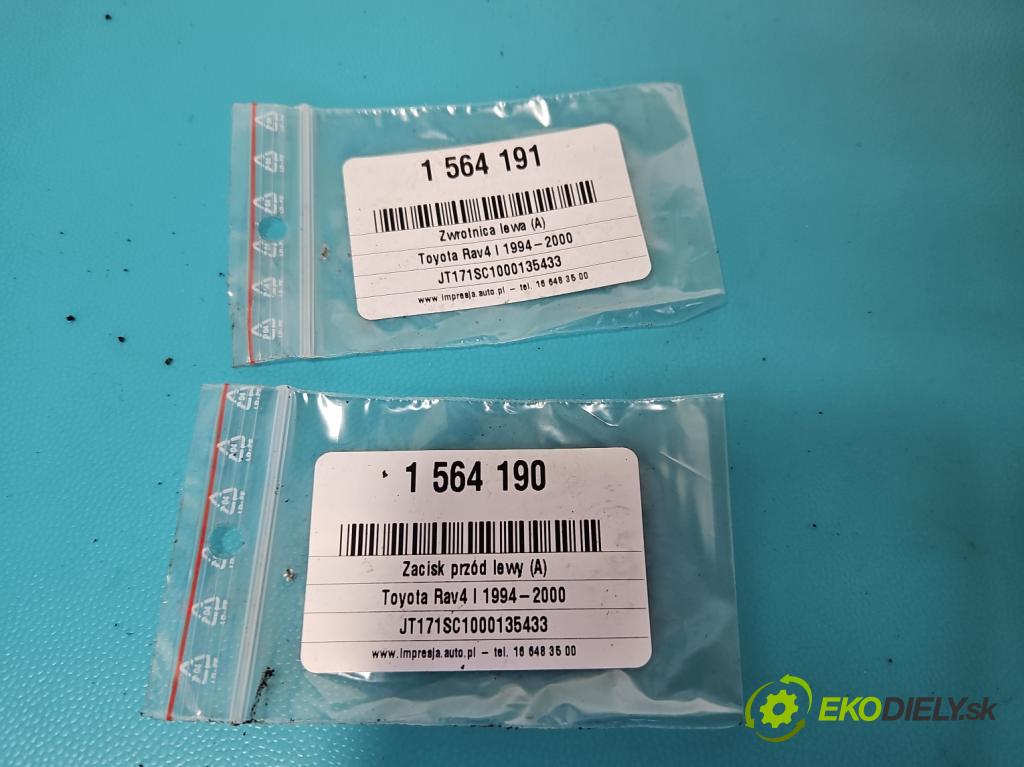 1 564 191
Zwrotnica lewa (A)
Toyota Rav4 I 1994-2000
JT171SC1000135433
www.impresja.auto.pl - tel. 16 648 35 00
1 564 190
Zacisk przód lewy (A)
Toyota Rav4 I 1994-2000
JT171SC1000135433
www.impresja.auto.pl - tel. 16 648 35 00
EKODIELY.sk